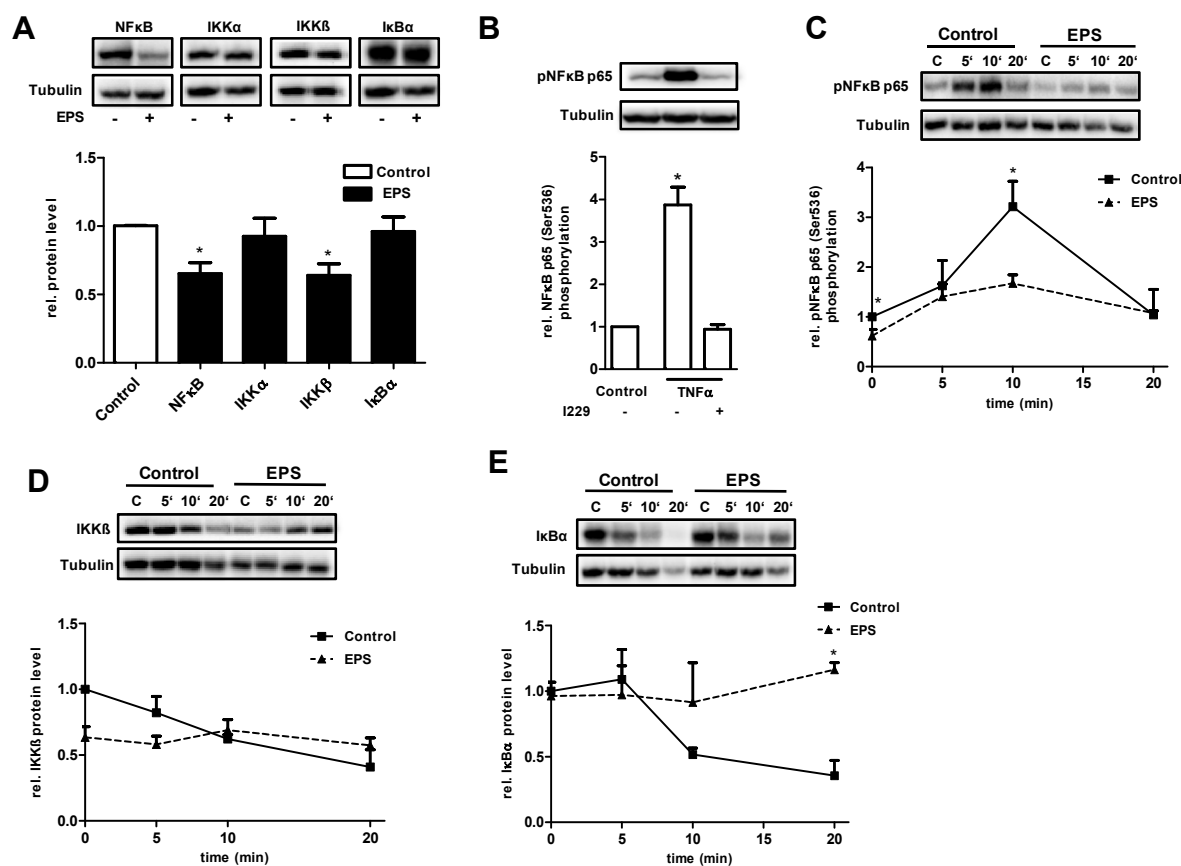 A
NFκB IKKα IKKß IκBα
Tubulin
EPS - + - + - + - +
rel. protein level
1.5
1.0
0.5
0.0
Control
EPS
* *
Control NFκB IKKα IKKβ IκBα
B
pNFκB p65
Tubulin
rel. NFκB p65 (Ser536)
phosphorylation
5
4
3
2
1
0
*
Control TNFα
I229 - - +
C
Control EPS
C 5‘ 10‘ 20‘ C 5‘ 10‘ 20‘
pNFκB p65
Tubulin
rel. pNFκB p65 (Ser536)
phosphorylation
4
3
2
1
0
* *
Control
EPS
0 5 10 15 20
time (min)
D
Control EPS
C 5‘ 10‘ 20‘ C 5‘ 10‘ 20‘
IKKß
Tubulin
rel. IKKß protein level
1.5
1.0
0.5
0.0
Control
EPS
0 5 10 15 20
time (min)
E
Control EPS
C 5‘ 10‘ 20‘ C 5‘ 10‘ 20‘
IκBα
Tubulin
rel. IκBα protein level
1.5
1.0
0.5
0.0
Control
EPS
*
0 5 10 15 20
time (min)